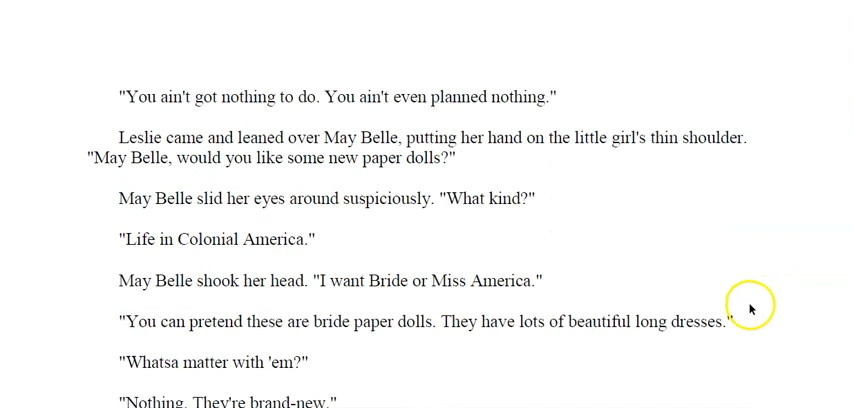 "You ain't got nothing to do. You ain't even planned nothing."
Leslie came and leaned over May Belle, putting her hand on the little girl's thin shoulder.
"May Belle, would you like some new paper dolls?"
May Belle slid her eyes around suspiciously. "What kind?"
"Life in Colonial America."
May Belle shook her head. "I want Bride or Miss America."
"You can pretend these are bride paper dolls. They have lots of beautiful long dresses."
"Whatsa matter with 'em?"
"Nothing. They're brand-new."